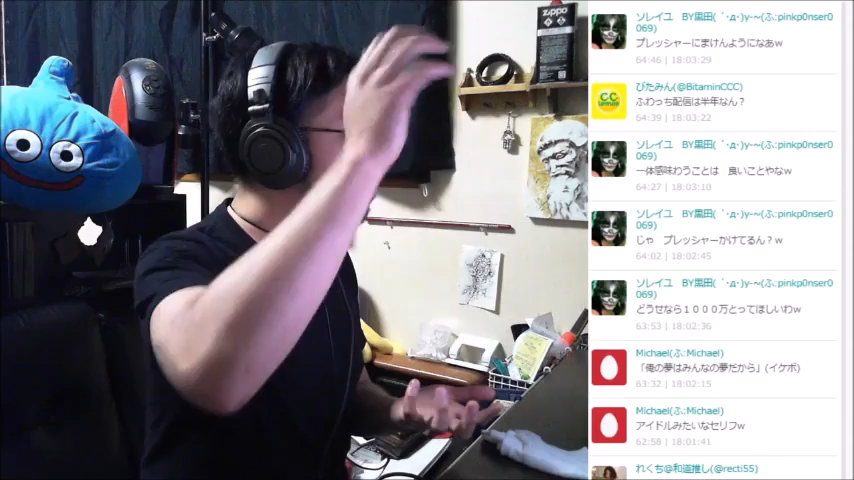 zippo
ソレイユ　BY黒田( ´･д･)y-~(ふ:pinkp0nser0
069)
プレッシャーにまけんようになあw
64:46 | 18:03:29
ぴたみん(@BitaminCCC)
ふわっち配信は半年なん？
64:39 | 18:03:22
ソレイユ　BY黒田( ´･д･)y-~(ふ:pinkp0nser0
069)
一体感味わうことは　良いことやなw
64:27 | 18:03:10
ソレイユ　BY黒田( ´･д･)y-~(ふ:pinkp0nser0
069)
じゃ　プレッシャーかけてるん？w
64:02 | 18:02:45
ソレイユ　BY黒田( ´･д･)y-~(ふ:pinkp0nser0
069)
どうせなら１０００万とってほしいわw
63:53 | 18:02:36
Michael(ふ:Michael)
「俺の夢はみんなの夢だから」(イケボ)
63:32 | 18:02:15
Michael(ふ:Michael)
アイドルみたいなセリフw
62:58 | 18:01:41
れくち@和道推し(@recti55)